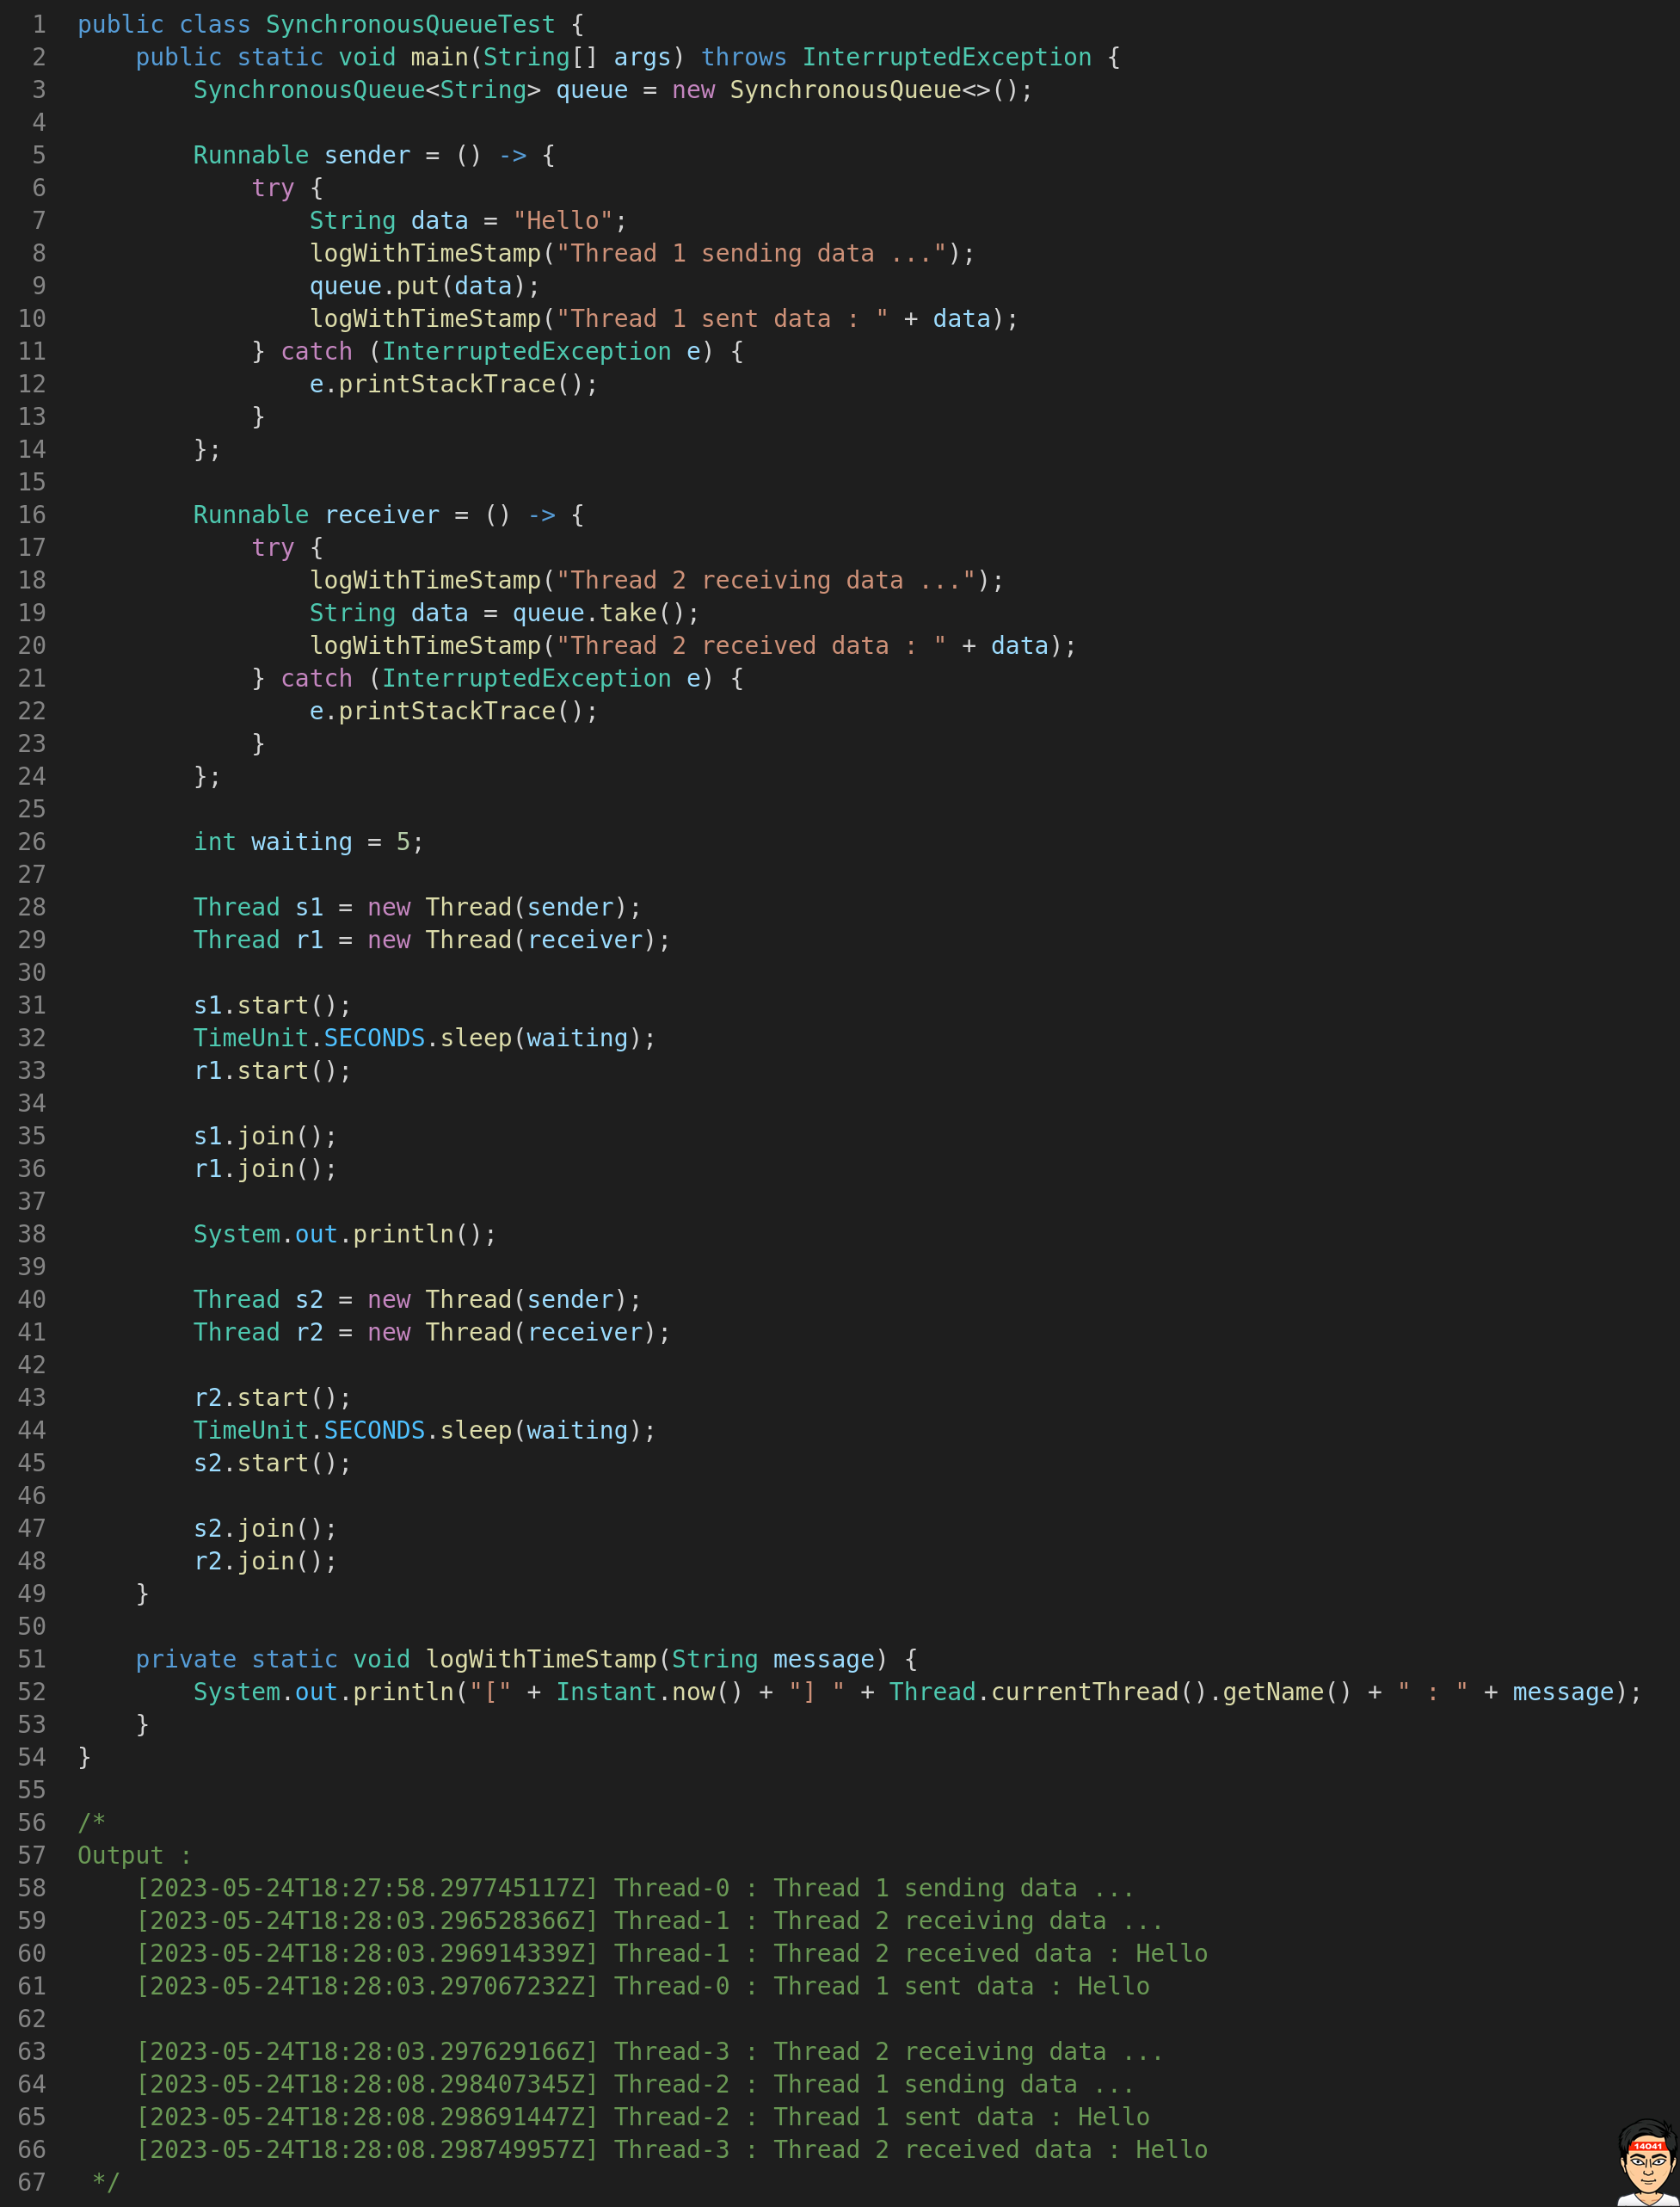 1 public class SynchronousQueueTest {
2     public static void main(String[] args) throws InterruptedException {
3         SynchronousQueue<String> queue = new SynchronousQueue<>();
4
5         Runnable sender = () -> {
6             try {
7                 String data = "Hello";
8                 logWithTimeStamp("Thread 1 sending data ...");
9                 queue.put(data);
10                 logWithTimeStamp("Thread 1 sent data : " + data);
11             } catch (InterruptedException e) {
12                 e.printStackTrace();
13             }
14         };
15
16         Runnable receiver = () -> {
17             try {
18                 logWithTimeStamp("Thread 2 receiving data ...");
19                 String data = queue.take();
20                 logWithTimeStamp("Thread 2 received data : " + data);
21             } catch (InterruptedException e) {
22                 e.printStackTrace();
23             }
24         };
25
26         int waiting = 5;
27
28         Thread s1 = new Thread(sender);
29         Thread r1 = new Thread(receiver);
30
31         s1.start();
32         TimeUnit.SECONDS.sleep(waiting);
33         r1.start();
34
35         s1.join();
36         r1.join();
37
38         System.out.println();
39
40         Thread s2 = new Thread(sender);
41         Thread r2 = new Thread(receiver);
42
43         r2.start();
44         TimeUnit.SECONDS.sleep(waiting);
45         s2.start();
46
47         s2.join();
48         r2.join();
49     }
50
51     private static void logWithTimeStamp(String message) {
52         System.out.println("[" + Instant.now() + "] " + Thread.currentThread().getName() + " : " + message);
53     }
54 }
55
56 /*
57 Output :
58     [2023-05-24T18:27:58.297745117Z] Thread-0 : Thread 1 sending data ...
59     [2023-05-24T18:28:03.296528366Z] Thread-1 : Thread 2 receiving data ...
60     [2023-05-24T18:28:03.296914339Z] Thread-1 : Thread 2 received data : Hello
61     [2023-05-24T18:28:03.297067232Z] Thread-0 : Thread 1 sent data : Hello
62
63     [2023-05-24T18:28:03.297629166Z] Thread-3 : Thread 2 receiving data ...
64     [2023-05-24T18:28:08.298407345Z] Thread-2 : Thread 1 sending data ...
65     [2023-05-24T18:28:08.298691447Z] Thread-2 : Thread 1 sent data : Hello
66     [2023-05-24T18:28:08.298749957Z] Thread-3 : Thread 2 received data : Hello
67  */
14041